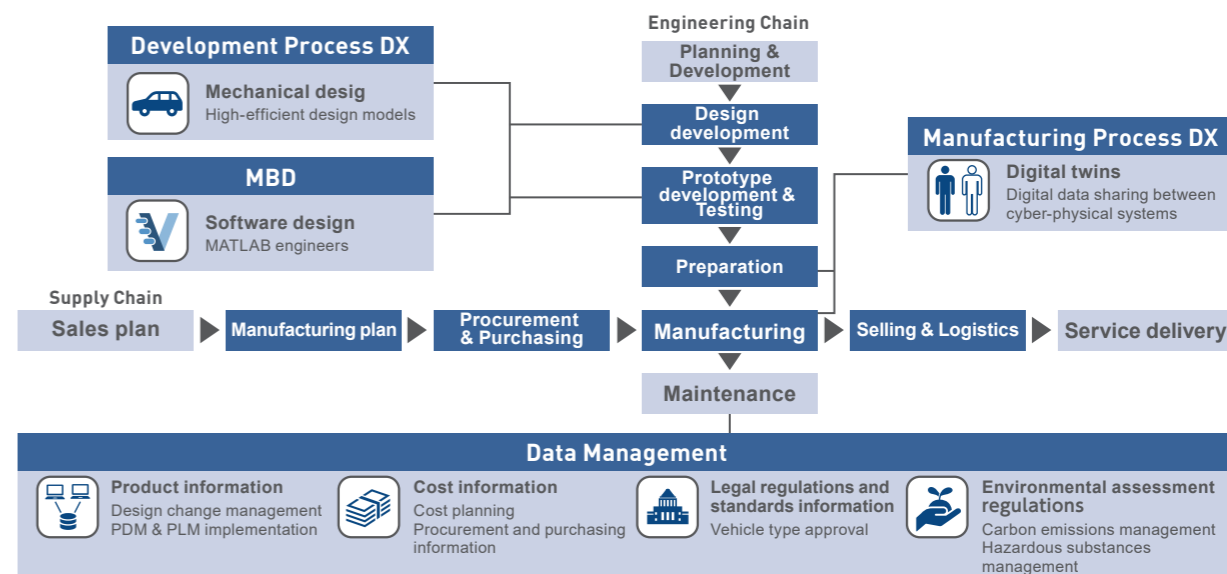 Engineering Chain
Planning &
Development
Development Process DX
Mechanical desig
High-efficient design models
Design
development
MBD
Software design
MATLAB engineers
Prototype
development &
Testing
Manufacturing Process DX
Digital twins
Digital data sharing between
cyber-physical systems
Preparation
Supply Chain
Sales plan
Manufacturing plan
Procurement
& Purchasing
Manufacturing
Selling & Logistics
Service delivery
Maintenance
Data Management
Product information
Design change management
PDM & PLM implementation
Cost information
Cost planning
Procurement and purchasing
information
Legal regulations and
standards information
Vehicle type approval
Environmental assessment
regulations
Carbon emissions management
Hazardous substances
management